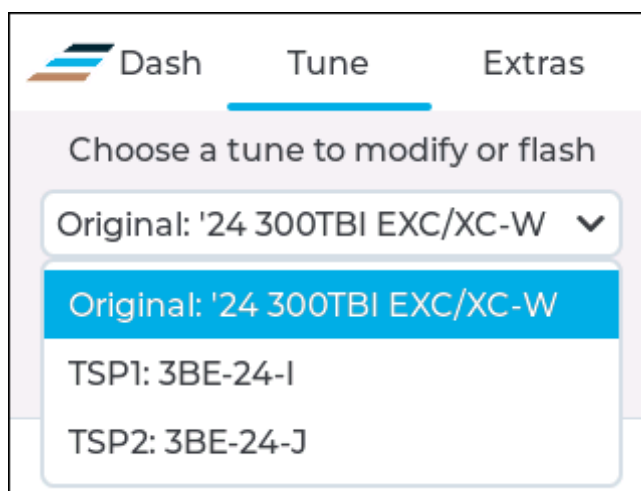 Dash Tune Extras
Choose a tune to modify or flash
Original: '24 300TBI EXC/XC-W
Original: '24 300TBI EXC/XC-W
TSP1: 3BE-24-I
TSP2: 3BE-24-J